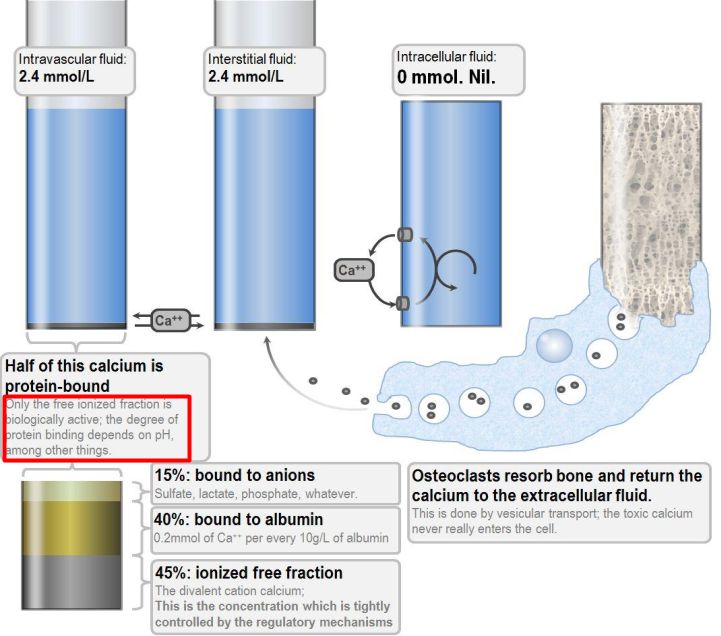 Intravascular fluid:
2.4 mmol/L
Interstitial fluid:
2.4 mmol/L
Intracellular fluid:
0 mmol. Nil.
Ca++
Ca++
Half of this calcium is
protein-bound
Only the free ionized fraction is
biologically active; the degree of
protein binding depends on pH,
among other things.
15%: bound to anions
Sulfate, lactate, phosphate, whatever.
40%: bound to albumin
0.2mmol of Ca++ per every 10g/L of albumin
45%: ionized free fraction
The divalent cation calcium;
This is the concentration which is tightly
controlled by the regulatory mechanisms
Osteoclasts resorb bone and return the
calcium to the extracellular fluid.
This is done by vesicular transport; the toxic calcium
never really enters the cell.